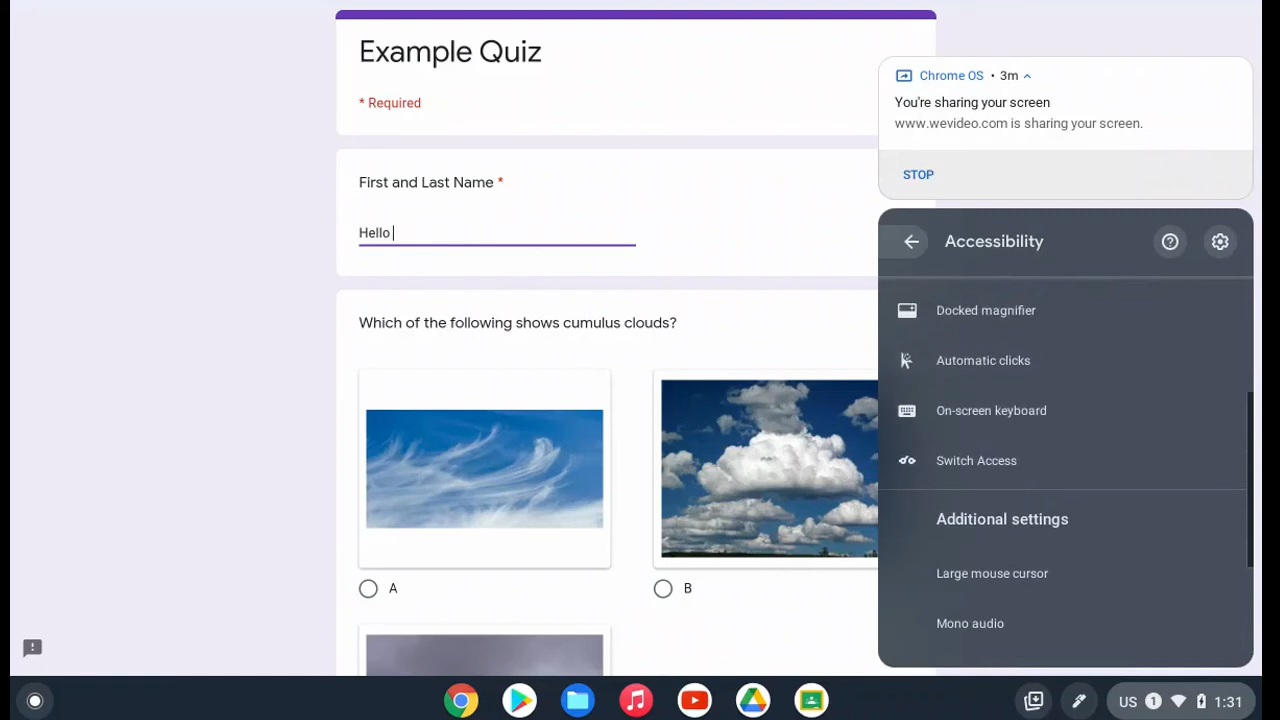 Example Quiz
* Required
First and Last Name *
Hello
Which of the following shows cumulus clouds?
A
B
Chrome OS • 3m
You're sharing your screen
www.wevideo.com is sharing your screen.
STOP
Accessibility
Docked magnifier
Automatic clicks
On-screen keyboard
Switch Access
Additional settings
Large mouse cursor
Mono audio
US 1 1:31